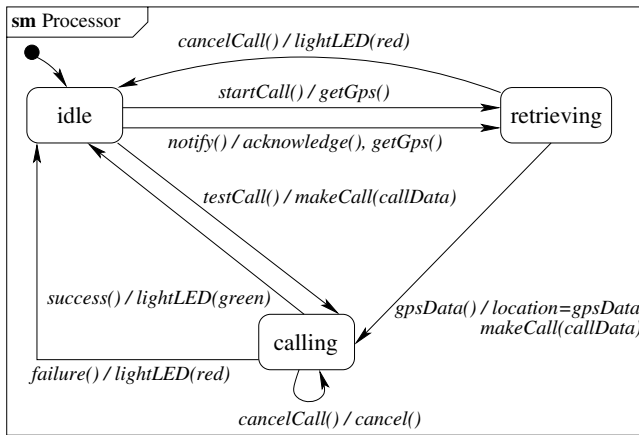 sm Processor
cancelCall() / lightLED(red)
startCall() / getGps()
idle
retrieving
notify() / acknowledge(), getGps()
testCall() / makeCall(callData)
success() / lightLED(green)
gpsData() / location=gpsData
makeCall(callData)
calling
failure() / lightLED(red)
cancelCall() / cancel()